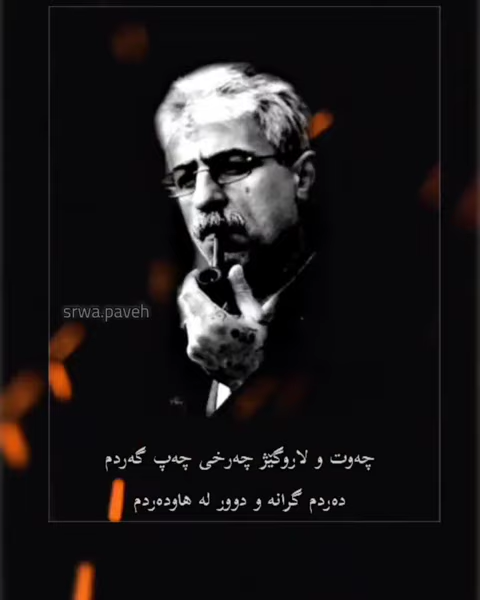 srwa.paveh
چەوت و لاروگێژ چەرخی چەپ گەردم
دەردم گرانە و دوور لە هاودەردم